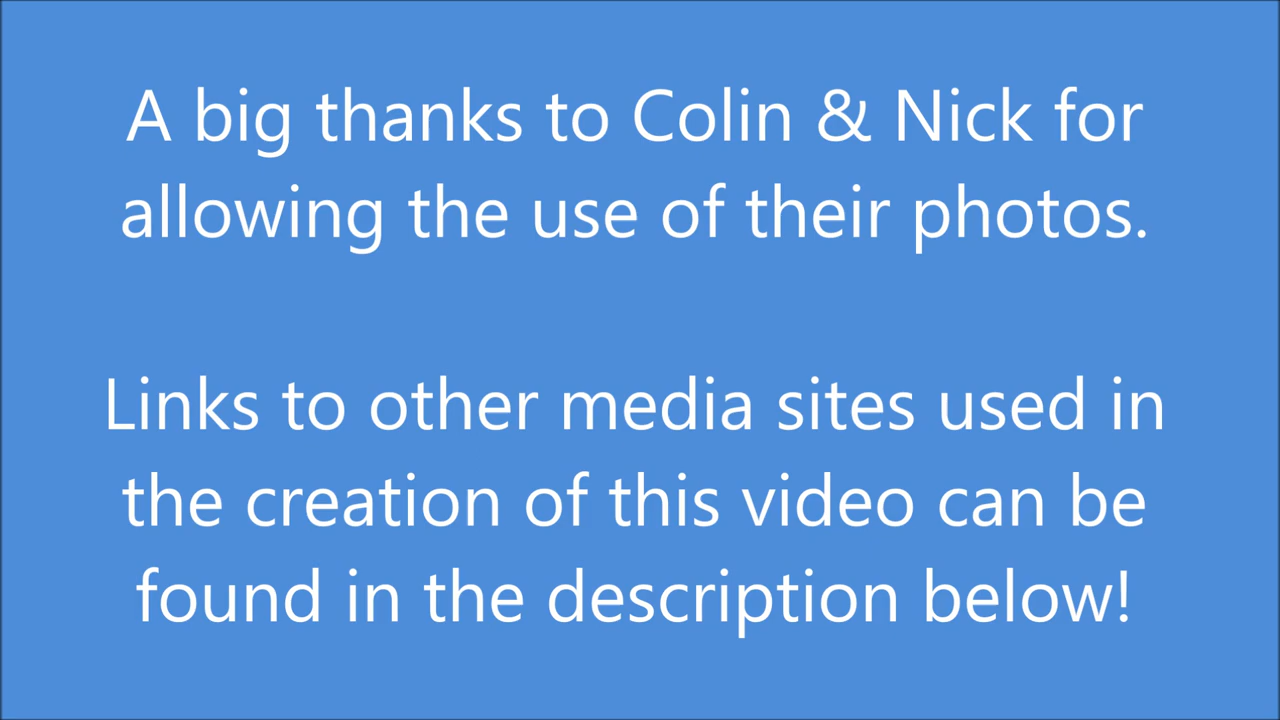 A big thanks to Colin & Nick for
allowing the use of their photos.
Links to other media sites used in
the creation of this video can be
found in the description below!